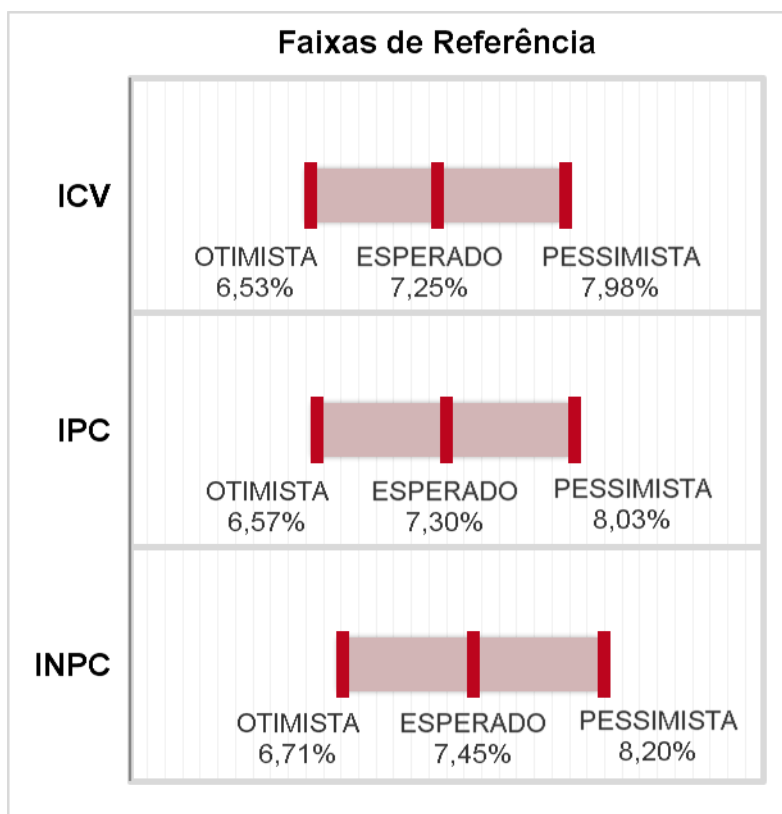 Faixas de Referência
ICV
OTIMISTA ESPERADO PESSIMISTA
6,53% 7,25% 7,98%
IPC
OTIMISTA ESPERADO PESSIMISTA
6,57% 7,30% 8,03%
INPC
OTIMISTA ESPERADO PESSIMISTA
6,71% 7,45% 8,20%